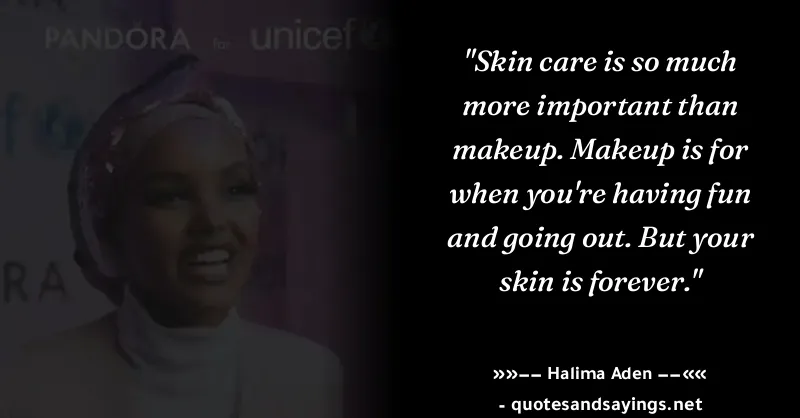 PANDÓRA for unicef
RA
"Skin care is so much
more important than
makeup. Makeup is for
when you're having fun
and going out. But your
skin is forever."
»»−− Halima Aden −−««
- quotesandsayings.net